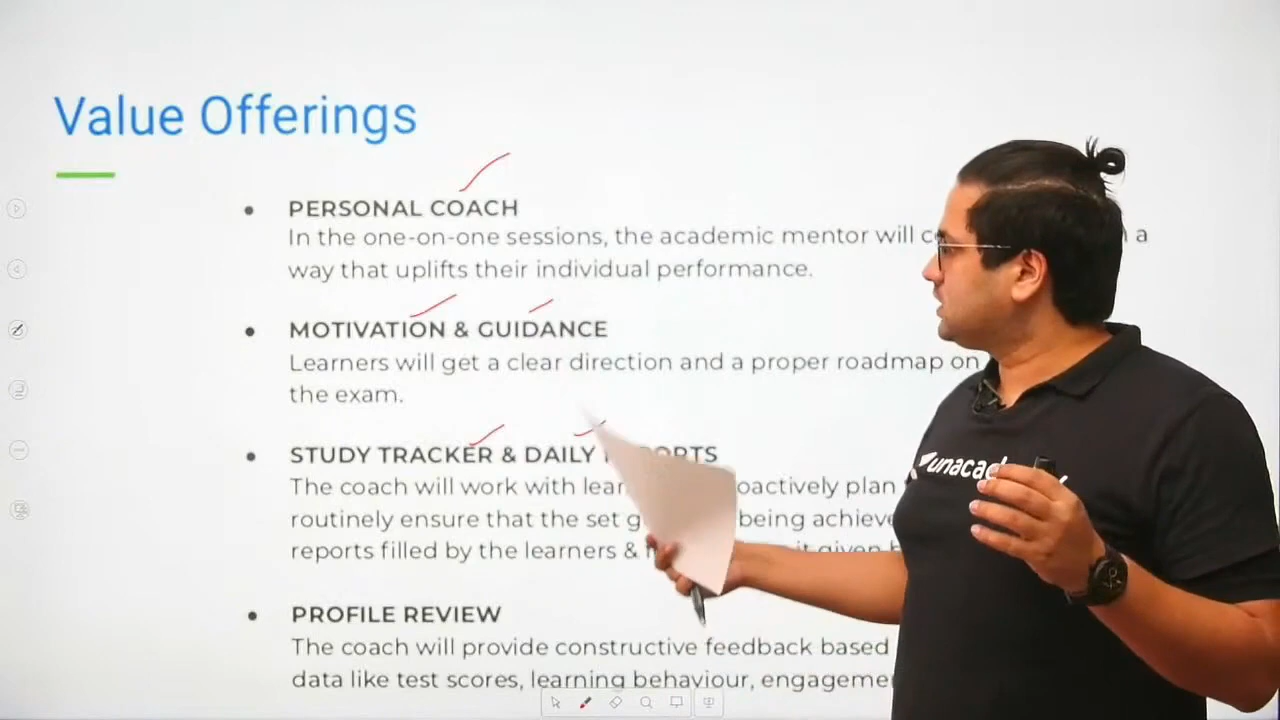 Value Offerings
PERSONAL COACH
In the one-on-one sessions, the academic mentor will a
way that uplifts their individual performance.
MOTIVATION & GUIDANCE
Learners will get a clear direction and a proper roadmap on
the exam.
STUDY TRACKER & DAILY
The coach will work with plan
routinely ensure that the set being
reports filled by the learners & given
PROFILE REVIEW
The coach will provide constructive feedback based
data like test scores, learning behaviour,